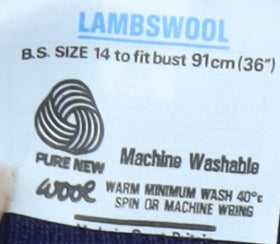 LAMBSWOOL
B.S. SIZE 14 to fit bust 91cm (36")
PURE NEW
wool
Machine Washable
WARM MINIMUM WASH 40°c
SPIN OR MACHINE WRING